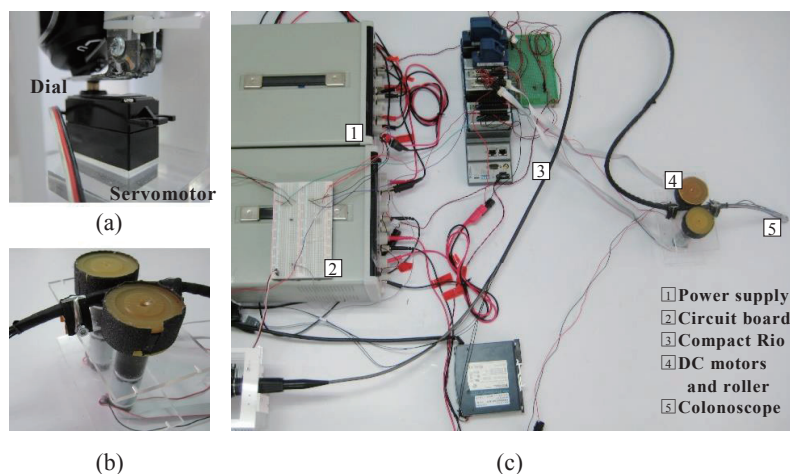 Dial
Servomotor
(a)
(b)
1
2
3
4
5
1 Power supply
2 Circuit board
3 Compact Rio
4 DC motors
and roller
5 Colonoscope
(c)